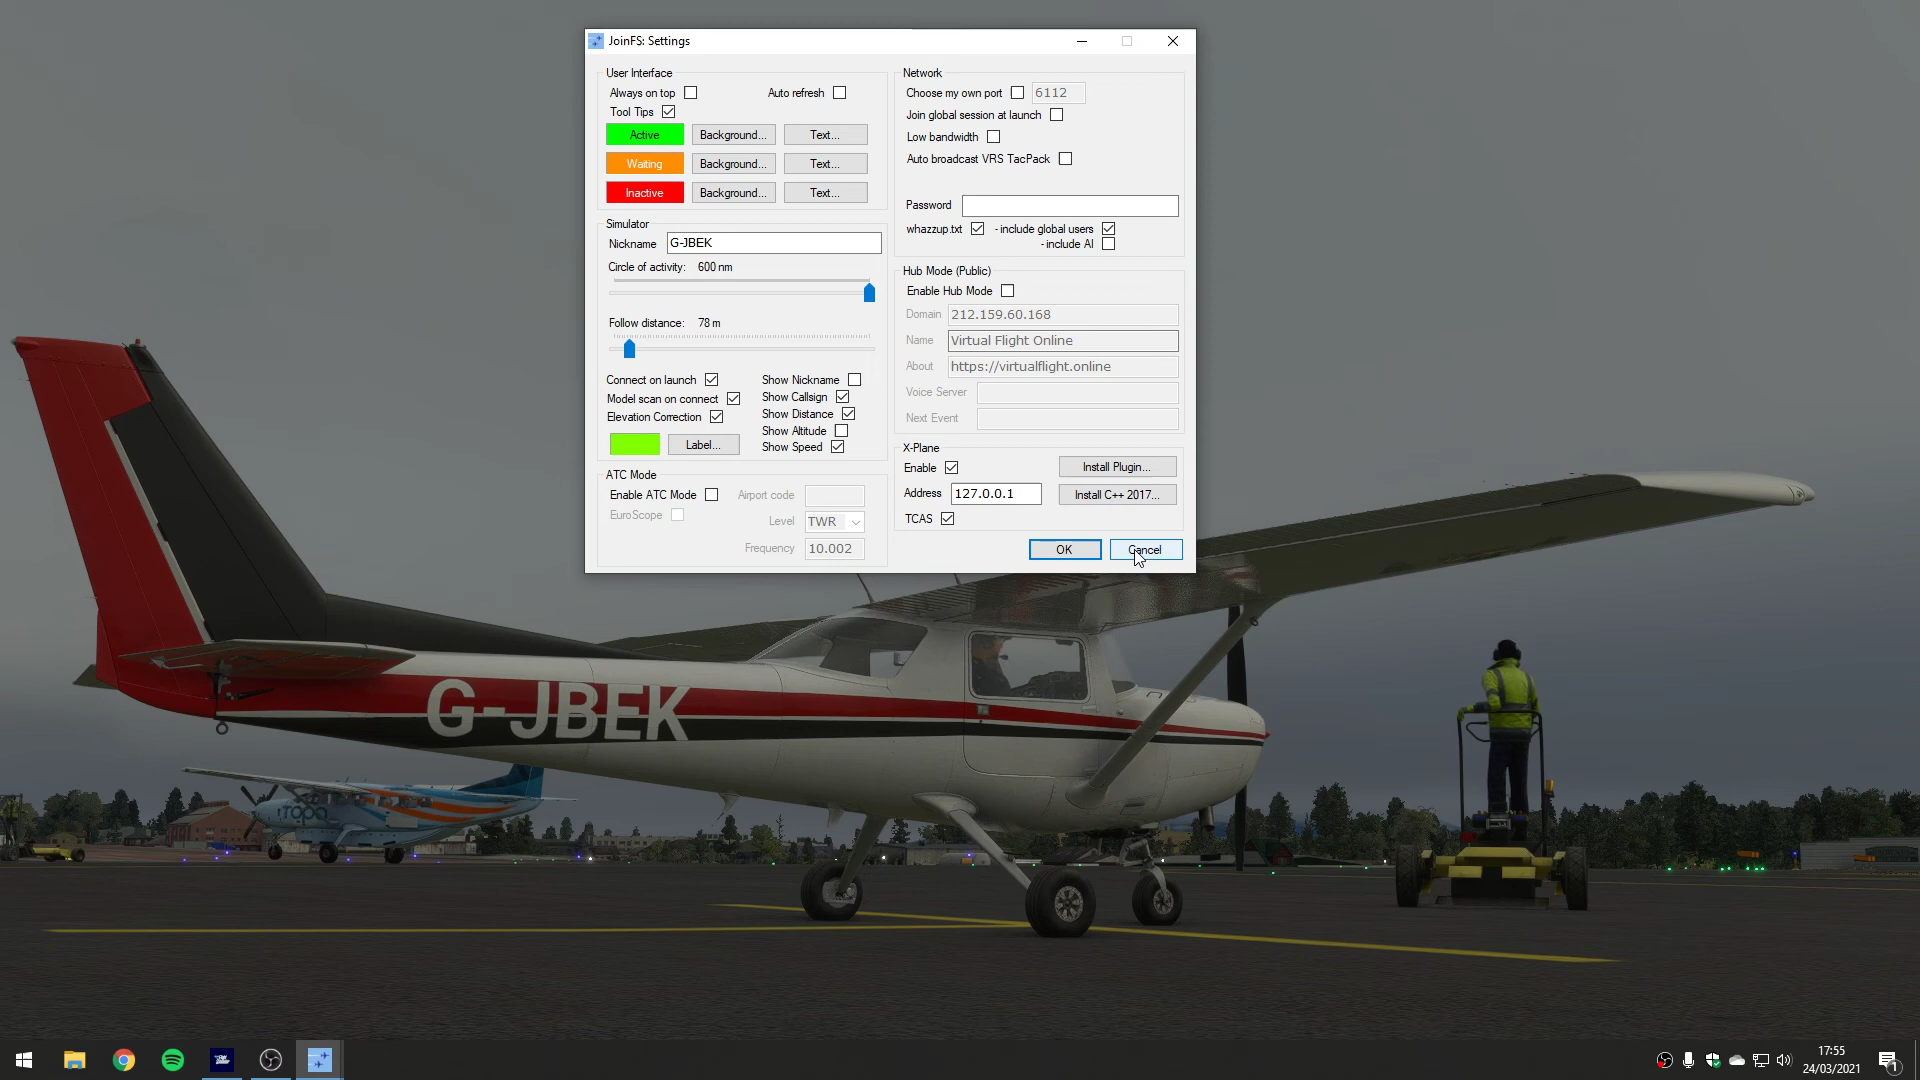 JoinFS: Settings
User Interface
Always on top
Auto refresh
Tool Tips
Active Background... Text...
Waiting Background... Text...
Inactive Background... Text...
Simulator
Nickname G-JBEK
Circle of activity: 600 nm
Follow distance: 78 m
Connect on launch
Model scan on connect
Elevation Correction
Label...
Show Nickname
Show Callsign
Show Distance
Show Altitude
Show Speed
ATC Mode
Enable ATC Mode
EuroScope
Airport code
Level TWR
Frequency 10.002
Network
Choose my own port 6112
Join global session at launch
Low bandwidth
Auto broadcast VRS TacPack
Password
whazzup.txt - include global users
- include AI
Hub Mode (Public)
Enable Hub Mode
Domain 212.159.60.168
Name Virtual Flight Online
About https://virtualflight.online
Voice Server
Next Event
X-Plane
Enable Install Plugin...
Address 127.0.0.1 Install C++ 2017...
TCAS
OK Cancel
G-JBEK
17:55
24/03/2021
1